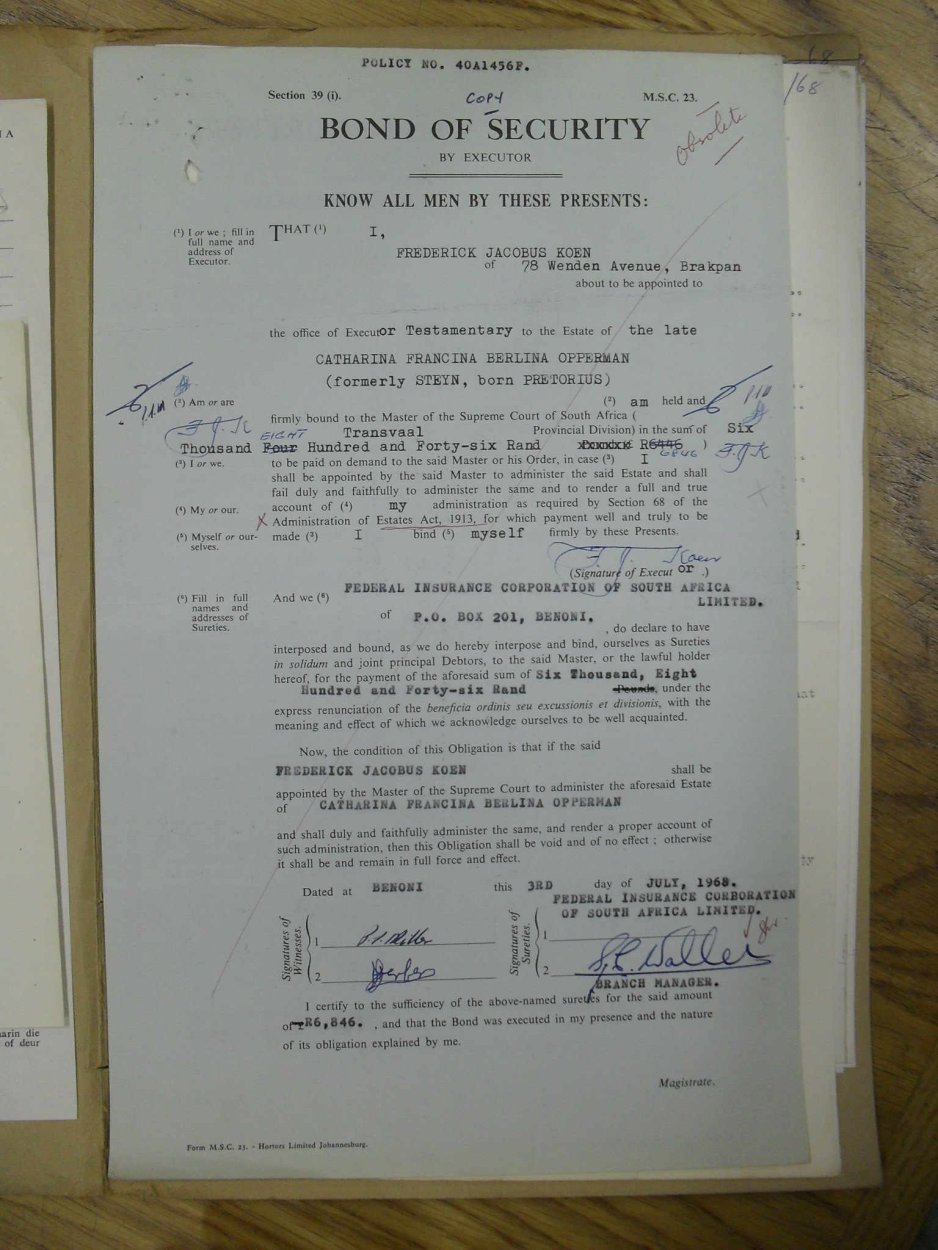 68
/68
POLICY NO. 40A1456F.
Section 39 (i).
COPY
M.S.C. 23.
BOND OF SECURITY
obsolete
BY EXECUTOR
KNOW ALL MEN BY THESE PRESENTS:
(¹) I or we ; fill in full name and address of Executor.
THAT (¹) I,
FREDERICK JACOBUS KOEN
of 78 Wenden Avenue, Brakpan
about to be appointed to
the office of Executor Testamentary to the Estate of the late
CATHARINA FRANCINA BERLINA OPPERMAN
(formerly STEYN, born PRETORIUS)
(²) Am or are
(²) am held and
firmly bound to the Master of the Supreme Court of South Africa (
F.J.K
EIGHT
Transvaal Provincial Division) in the sum of Six
Thousand Four Hundred and Forty-six Rand R6446 )
6846
F.J.K
(³) I or we.
to be paid on demand to the said Master or his Order, in case (³) I
shall be appointed by the said Master to administer the said Estate and shall
fail duly and faithfully to administer the same and to render a full and true
(⁴) My or our.
account of (⁴) my administration as required by Section 68 of the
X Administration of Estates Act, 1913, for which payment well and truly to be
(⁵) Myself or our-selves.
made (³) I bind (⁵) myself firmly by these Presents.
F. J. Koen
(Signature of Executor.)
(⁶) Fill in full names and addresses of Sureties.
And we (⁶) FEDERAL INSURANCE CORPORATION OF SOUTH AFRICA
LIMITED.
of P.O. BOX 201, BENONI.
, do declare to have
interposed and bound, as we do hereby interpose and bind, ourselves as Sureties
in solidum and joint principal Debtors, to the said Master, or the lawful holder
hereof, for the payment of the aforesaid sum of Six Thousand, Eight
Hundred and Forty-six Rand Pounds, under the
express renunciation of the beneficia ordinis seu excussionis et divisionis, with the
meaning and effect of which we acknowledge ourselves to be well acquainted.
Now, the condition of this Obligation is that if the said
FREDERICK JACOBUS KOEN shall be
appointed by the Master of the Supreme Court to administer the aforesaid Estate
of CATHARINA FRANCINA BERLINA OPPERMAN
and shall duly and faithfully administer the same, and render a proper account of
such administration, then this Obligation shall be void and of no effect ; otherwise
it shall be and remain in full force and effect.
Dated at BENONI this 3RD day of JULY, 1968.
FEDERAL INSURANCE CORPORATION
OF SOUTH AFRICA LIMITED.
Signatures of Witnesses.
1
2
Signatures of Sureties.
1
2
BRANCH MANAGER.
I certify to the sufficiency of the above-named sureties for the said amount
of R6,846. , and that the Bond was executed in my presence and the nature
of its obligation explained by me.
Magistrate.
Form M.S.C. 23. - Hortors Limited Johannesburg.
arin die
of deur